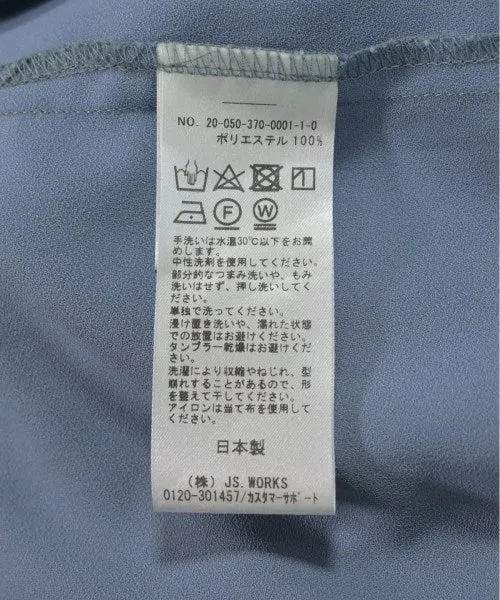 NO. 20-050-370-0001-1-0
ポリエステル 100%
F W
手洗いは水温30℃以下をお薦
めします。
中性洗剤を使用してください。
部分的なつまみ洗いや、もみ
洗いはせず、押し洗いしてく
ださい。
単独で洗ってください。
浸け置き洗いや、濡れた状態
での放置はお避けください。
タンブラー乾燥はお避けくださ
い。
洗濯により収縮やねじれ、型
崩れすることがあるので、形
を整えて干してください。
アイロンは当て布を使用して
ください。
日本製
(株) JS.WORKS
0120-301457/カスタマーサポート